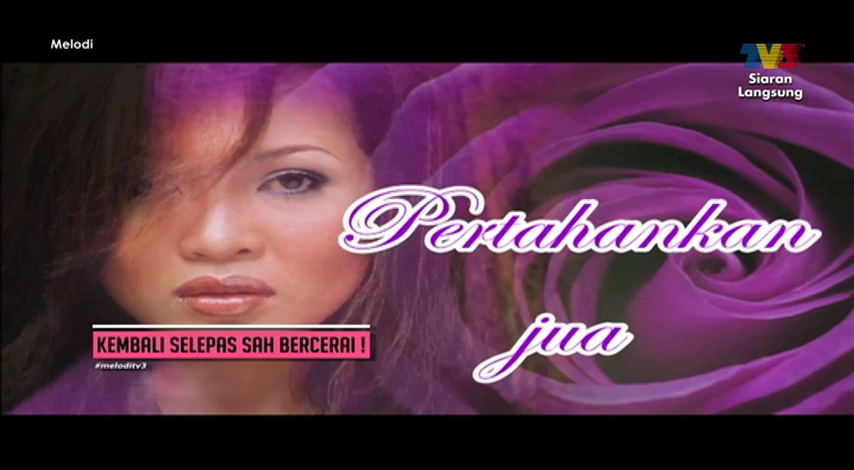 Melodi
TV3
Siaran
Langsung
Pertahankan
jua
KEMBALI SELEPAS SAH BERCERAI !
#meloditv3